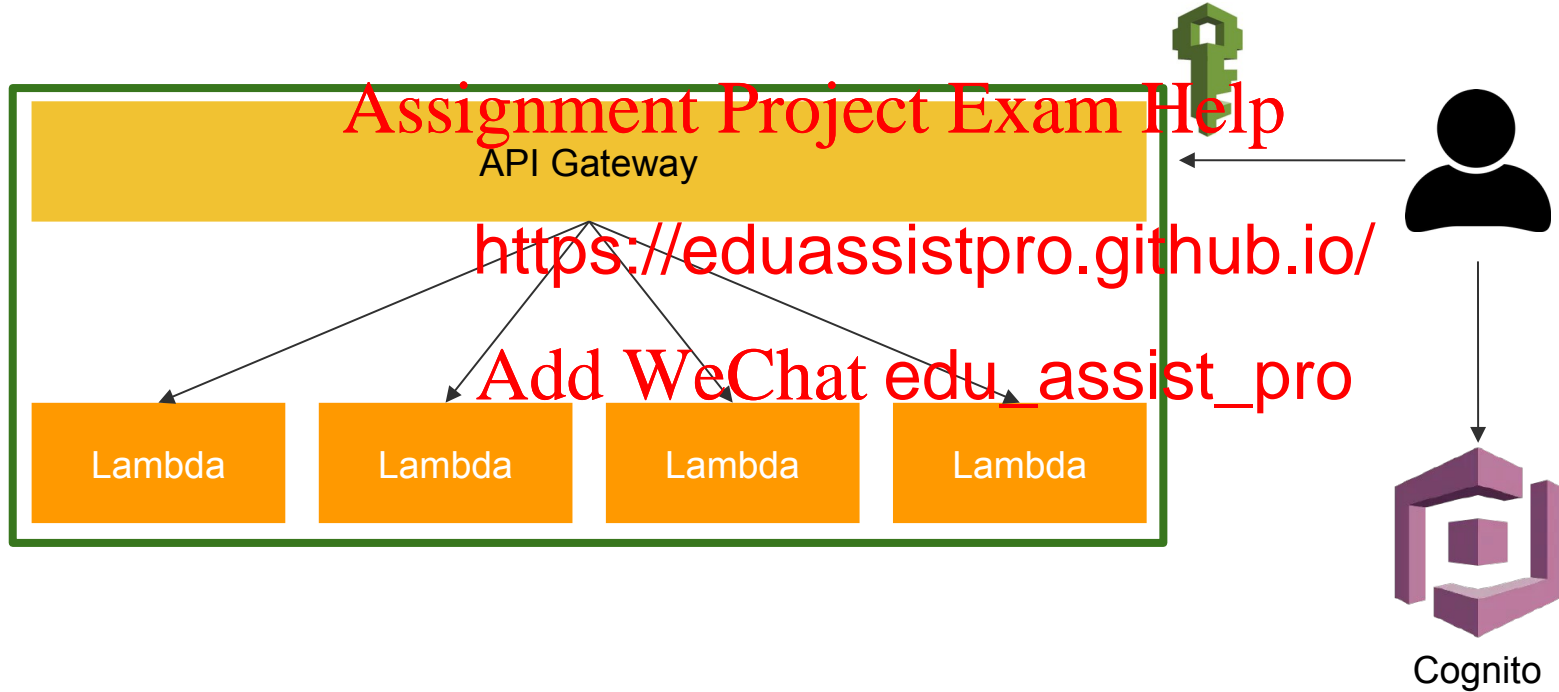 Assignment Project Exam Help
API Gateway
https://eduassistpro.github.io/
Add WeChat edu_assist_pro
Lambda Lambda Lambda Lambda
Cognito